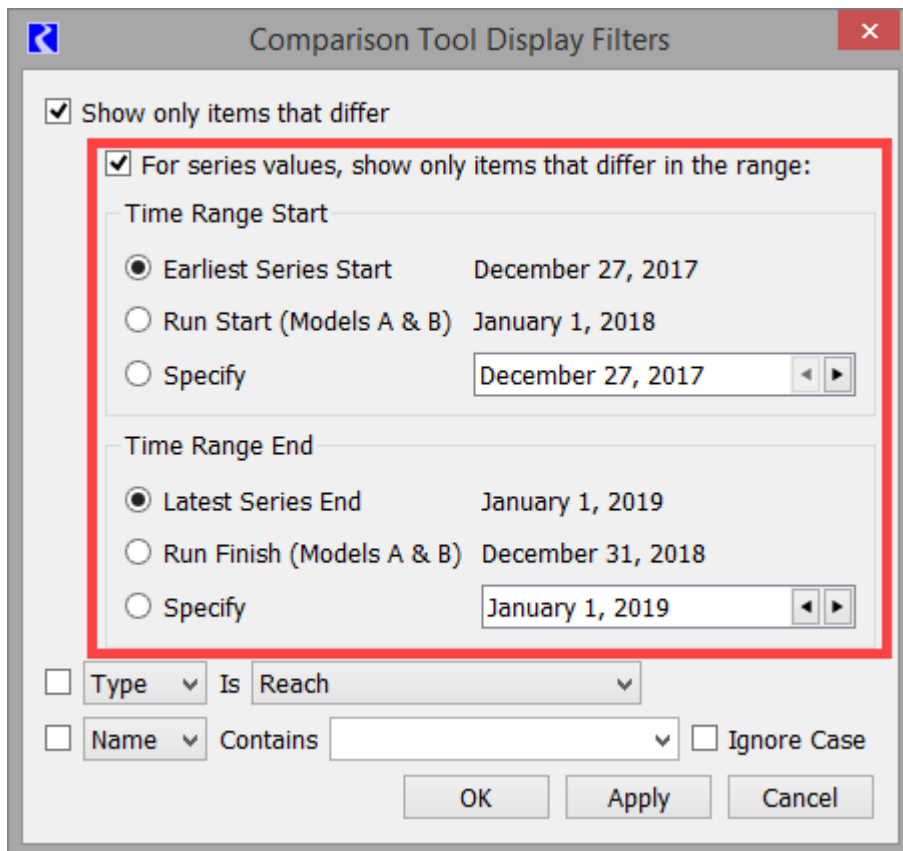 Comparison Tool Display Filters
Show only items that differ
For series values, show only items that differ in the range:
Time Range Start
Earliest Series Start December 27, 2017
Run Start (Models A & B) January 1, 2018
Specify December 27, 2017
Time Range End
Latest Series End January 1, 2019
Run Finish (Models A & B) December 31, 2018
Specify January 1, 2019
Type Is Reach
Name Contains Ignore Case
OK Apply Cancel